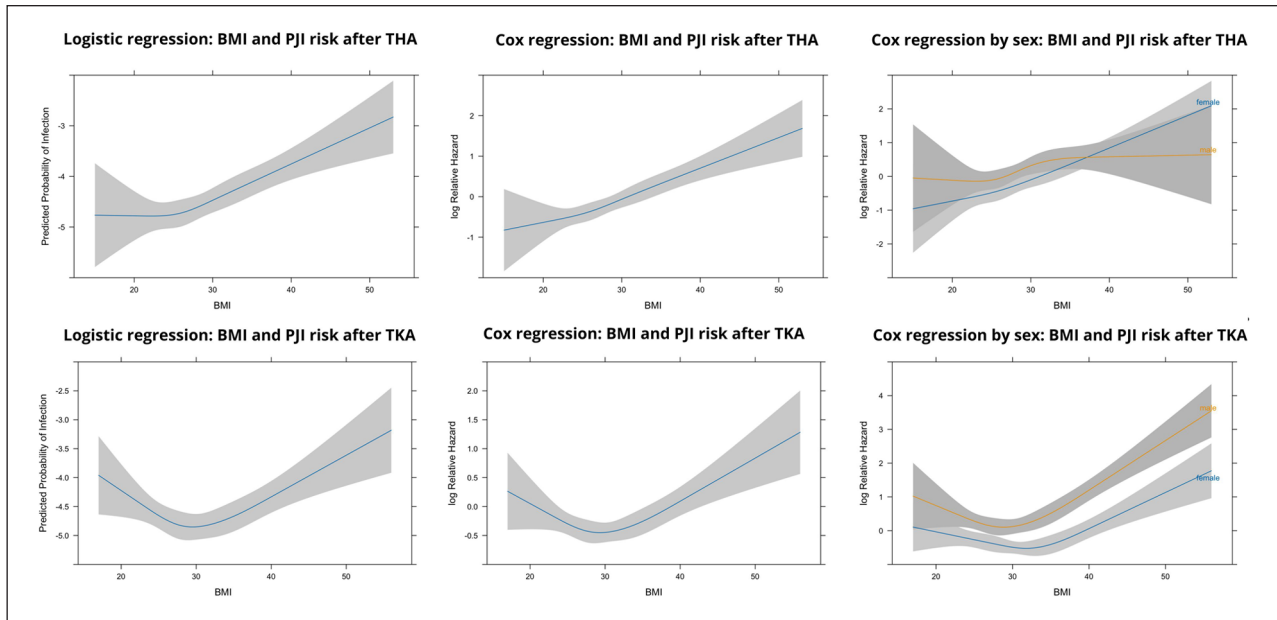 Logistic regression: BMI and PJI risk after THA
Predicted Probability of Infection
-3
-4
-5
20 30 40 50
BMI
Cox regression: BMI and PJI risk after THA
log Relative Hazard
2
1
0
-1
20 30 40 50
BMI
Cox regression by sex: BMI and PJI risk after THA
log Relative Hazard
2
1
0
-1
-2
female
male
20 30 40 50
BMI
Logistic regression: BMI and PJI risk after TKA
Predicted Probability of Infection
-2.5
-3.0
-3.5
-4.0
-4.5
-5.0
20 30 40 50
BMI
Cox regression: BMI and PJI risk after TKA
log Relative Hazard
2.0
1.5
1.0
0.5
0.0
-0.5
20 30 40 50
BMI
Cox regression by sex: BMI and PJI risk after TKA
log Relative Hazard
4
3
2
1
0
male
female
20 30 40 50
BMI